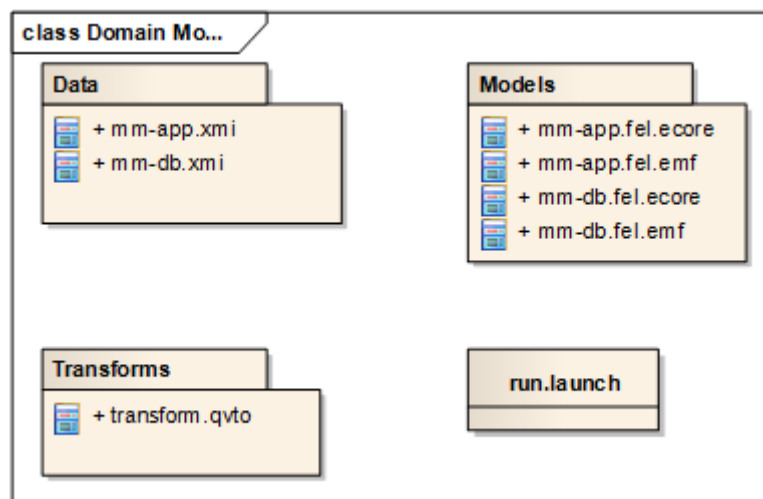 class Domain Mo...
Data
+ mm-app.xmi
+ mm-db.xmi
Models
+ mm-app.fel.ecore
+ mm-app.fel.emf
+ mm-db.fel.ecore
+ mm-db.fel.emf
Transforms
+ transform.qvto
run.launch